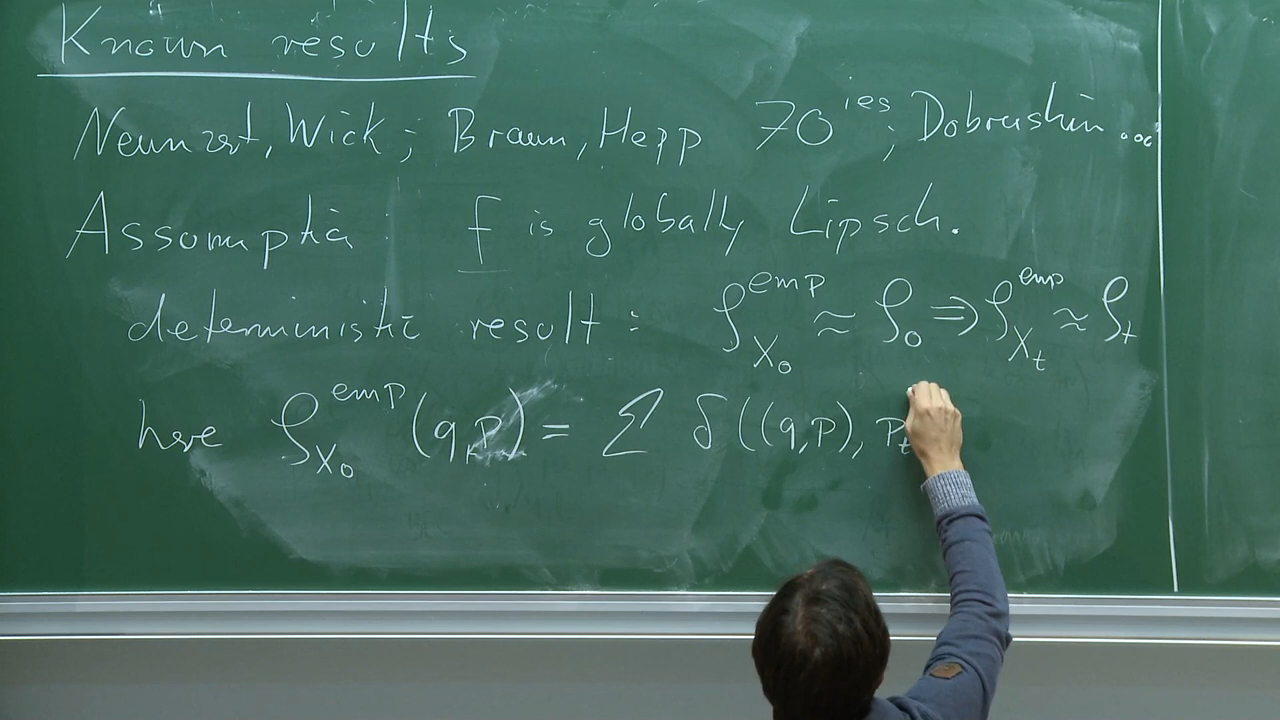 Known results
Neunzert, Wick; Braun, Hepp 70ies; Dobrushin ...
Assumptio : f is globally Lipsch.
deterministic result : ρ^emp_X₀ ≈ ρ₀ ⇒ ρ^emp_Xₜ ≈ ρₜ
here ρ^emp_X₀ (q,p) = Σ δ((q,p), Pₜ